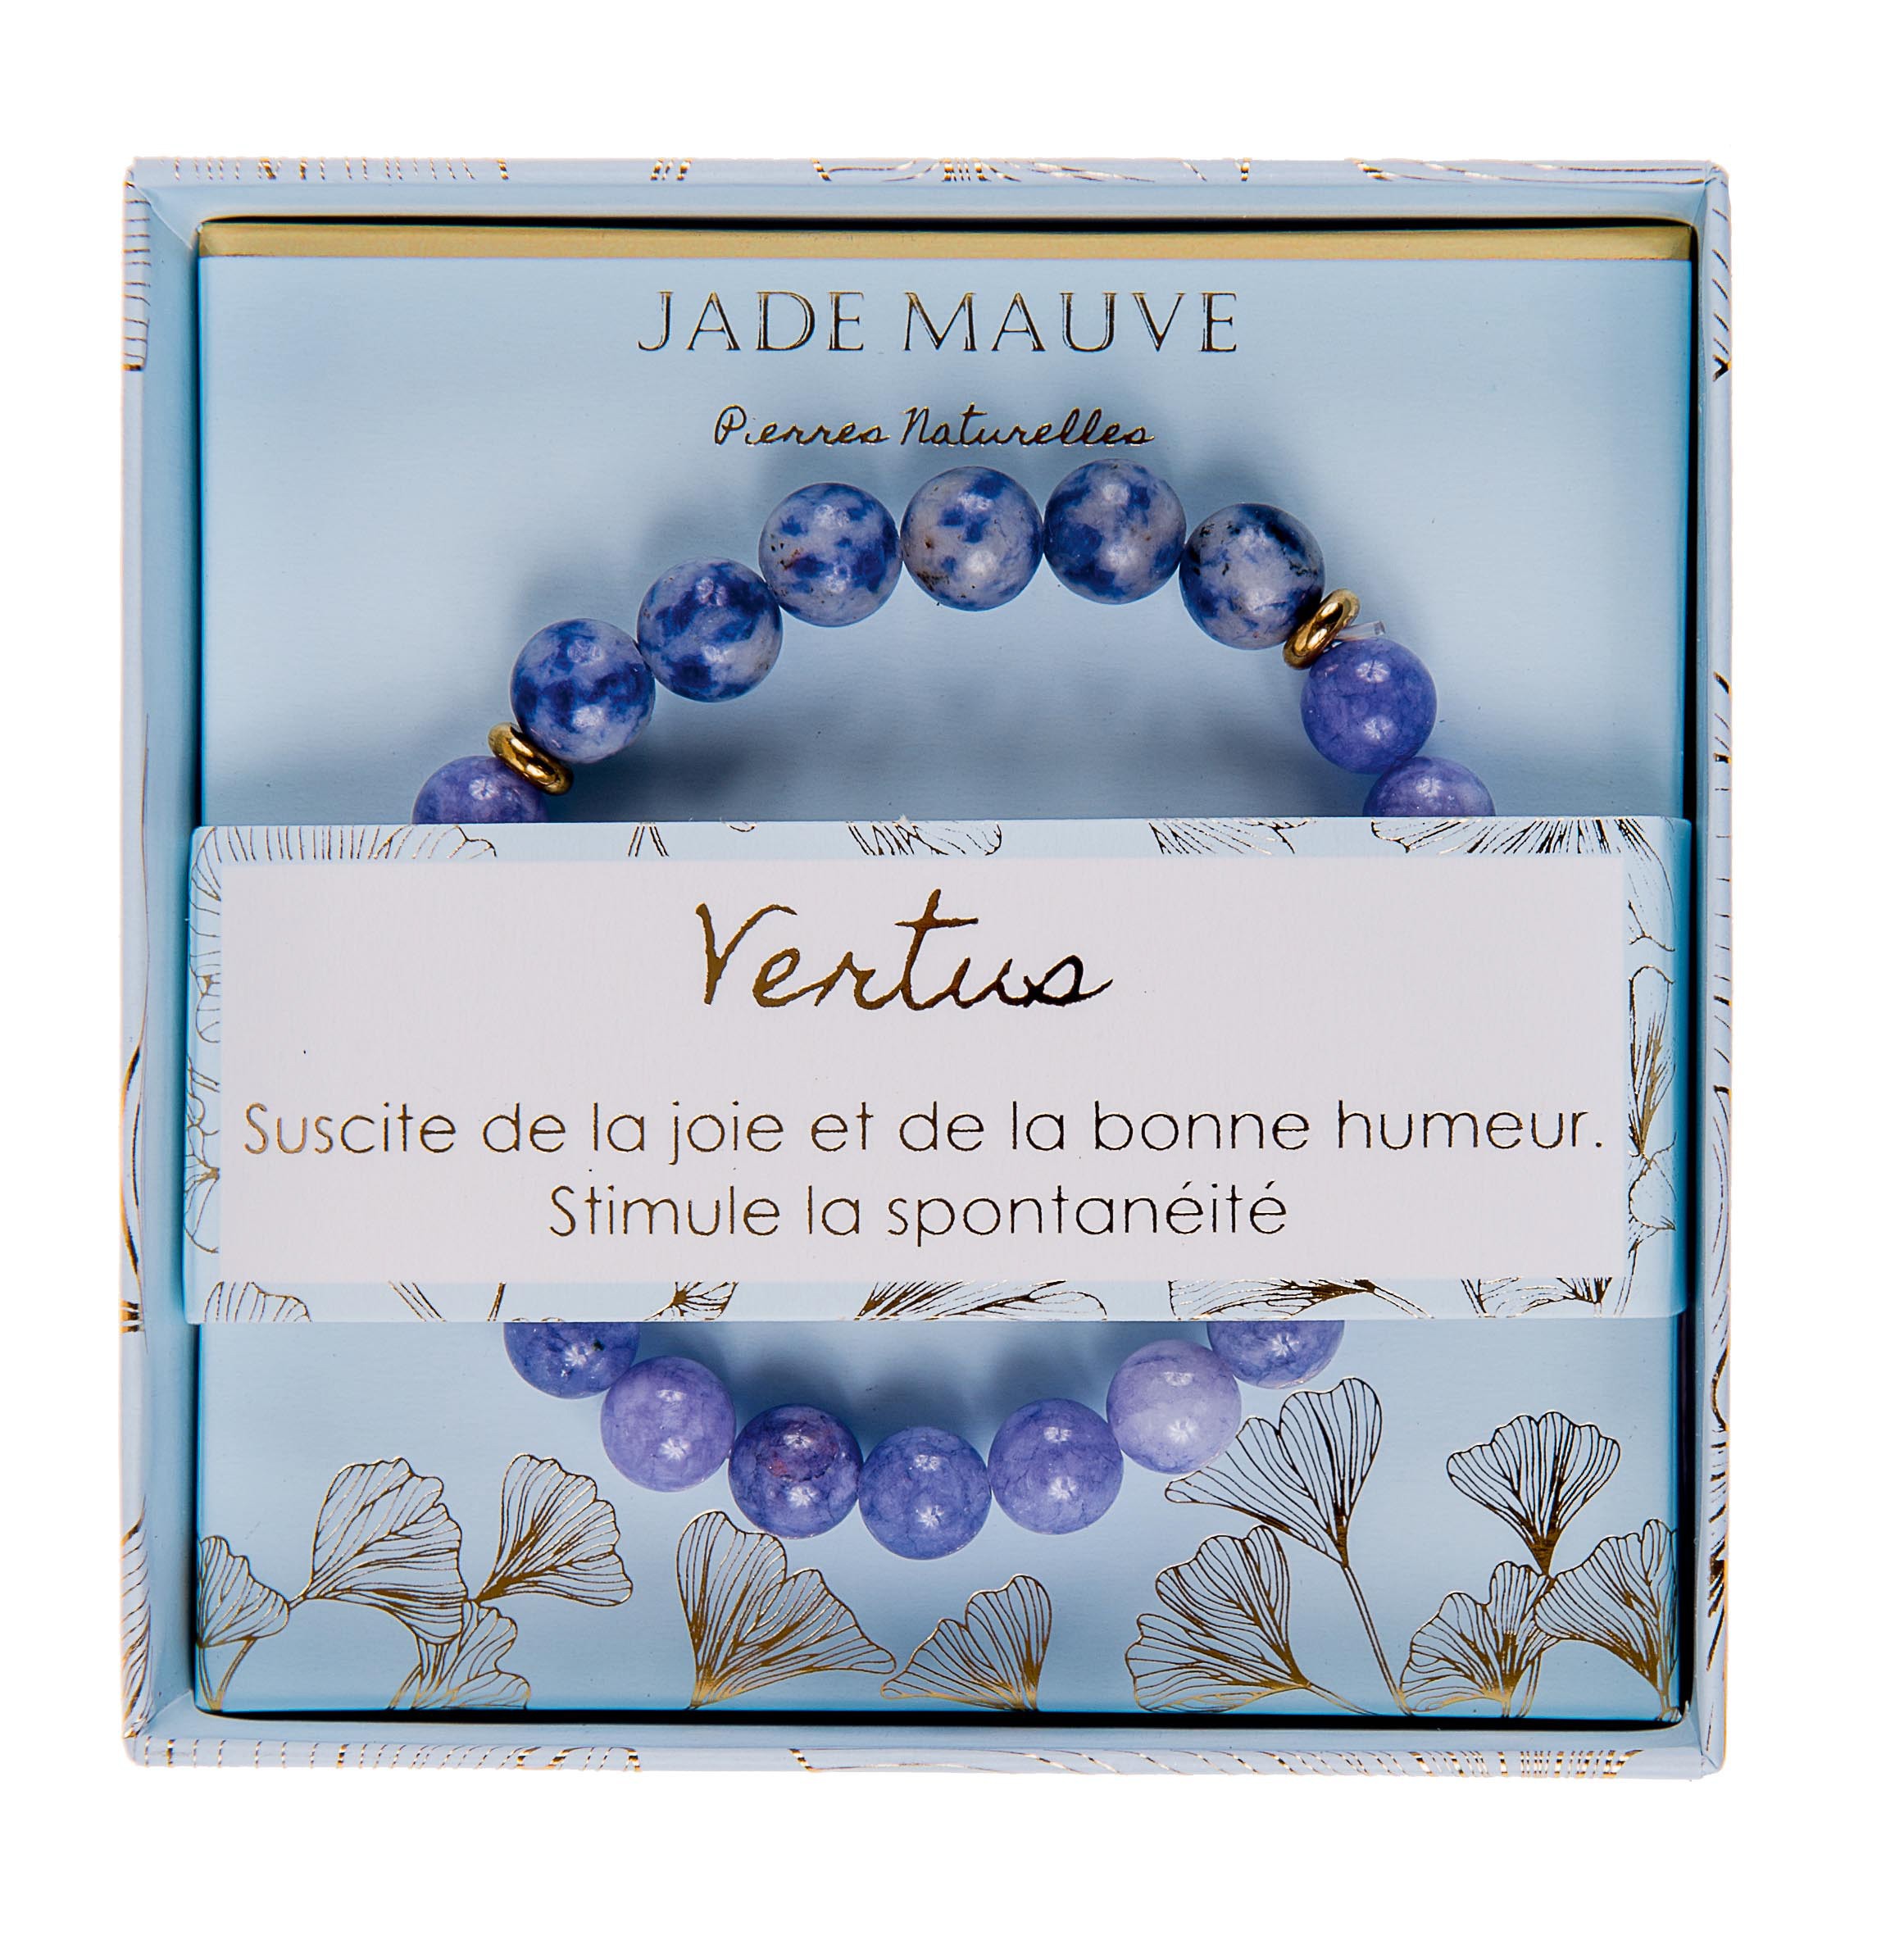 JADE MAUVE
Pierres Naturelles
Vertus
Suscite de la joie et de la bonne humeur.
Stimule la spontanéité